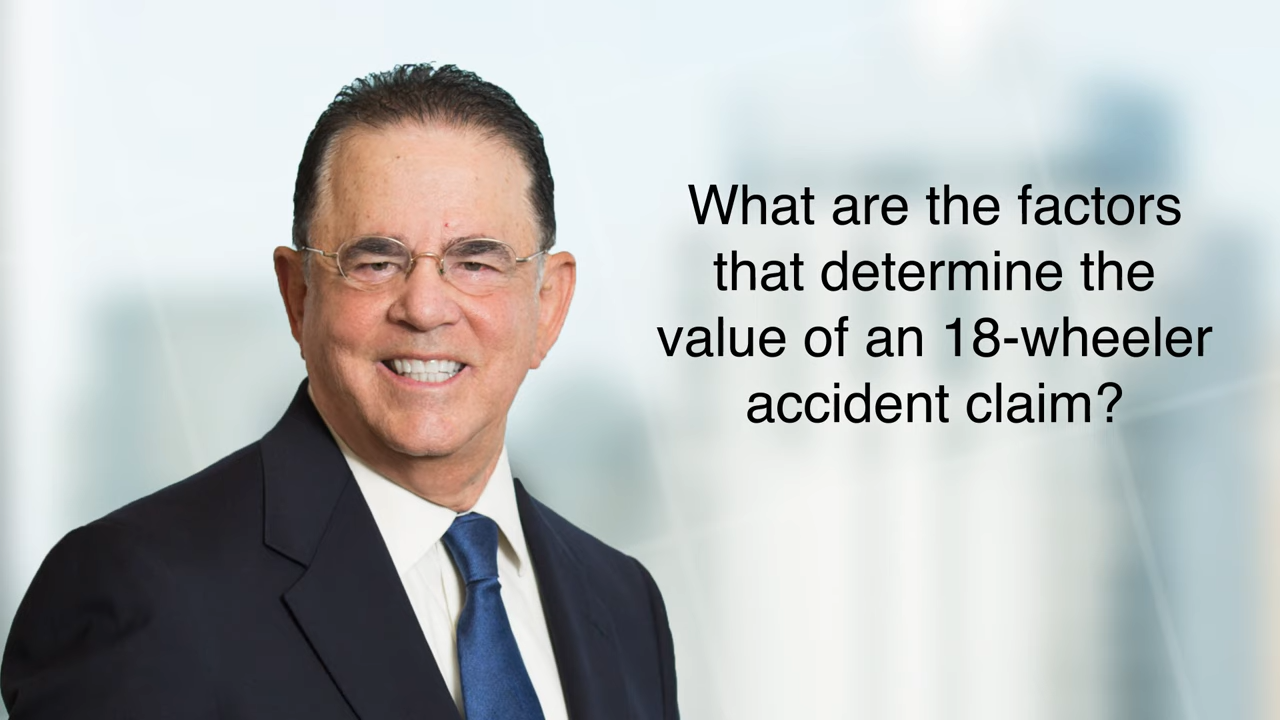 What are the factors
that determine the
value of an 18-wheeler
accident claim?